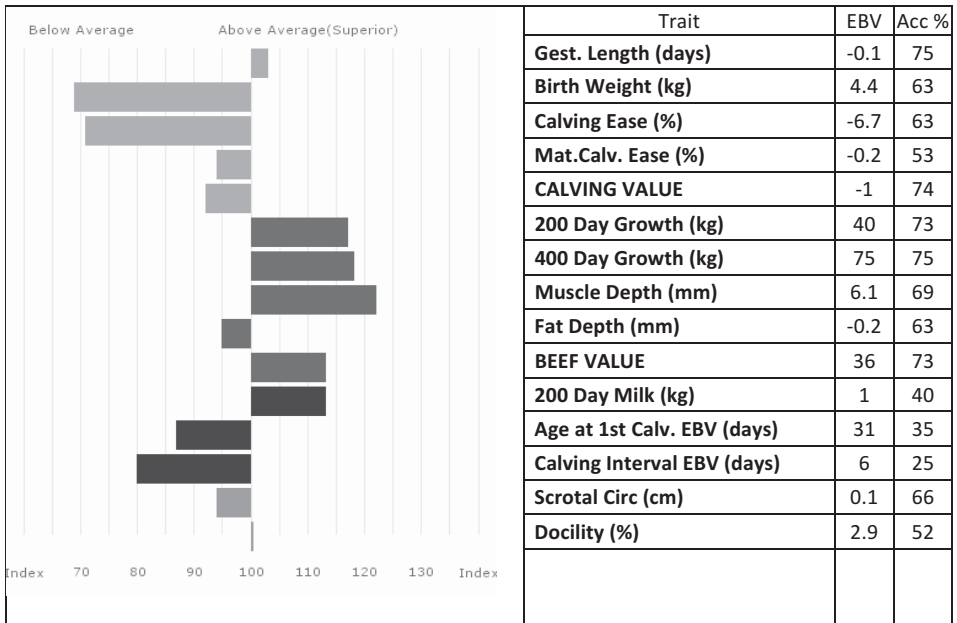 Below Average Above Average(Superior)
Index 70 80 90 100 110 120 130 Index
Trait EBV Acc %
Gest. Length (days) -0.1 75
Birth Weight (kg) 4.4 63
Calving Ease (%) -6.7 63
Mat.Calv. Ease (%) -0.2 53
CALVING VALUE -1 74
200 Day Growth (kg) 40 73
400 Day Growth (kg) 75 75
Muscle Depth (mm) 6.1 69
Fat Depth (mm) -0.2 63
BEEF VALUE 36 73
200 Day Milk (kg) 1 40
Age at 1st Calv. EBV (days) 31 35
Calving Interval EBV (days) 6 25
Scrotal Circ (cm) 0.1 66
Docility (%) 2.9 52